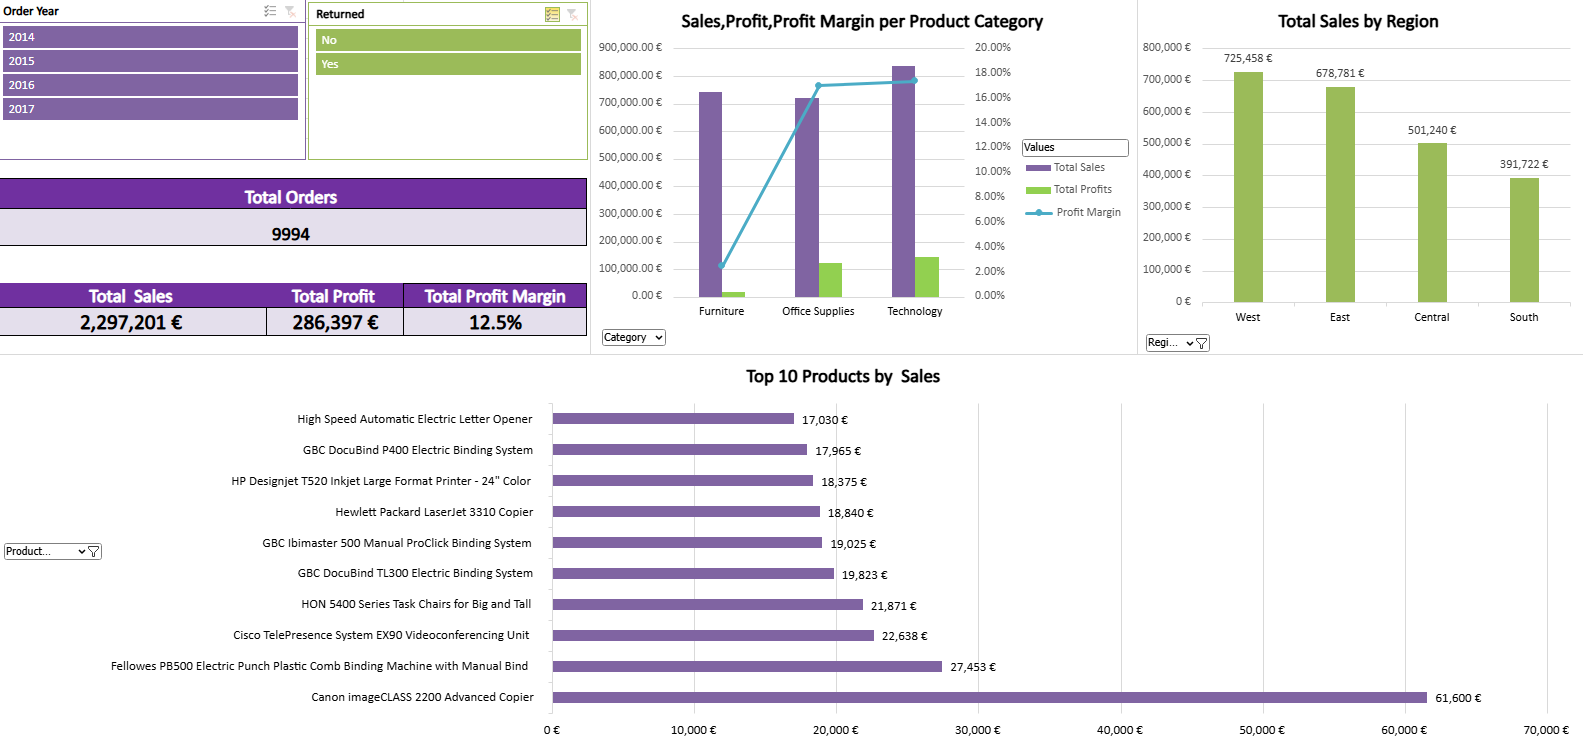 Order Year
2014
2015
2016
2017
Returned
No
Yes
Total Orders
9994
Total  Sales
Total Profit
Total Profit Margin
2,297,201 €
286,397 €
12.5%
Sales,Profit,Profit Margin per Product Category
900,000.00 €
800,000.00 €
700,000.00 €
600,000.00 €
500,000.00 €
400,000.00 €
300,000.00 €
200,000.00 €
100,000.00 €
0.00 €
20.00%
18.00%
16.00%
14.00%
12.00%
10.00%
8.00%
6.00%
4.00%
2.00%
0.00%
Furniture
Office Supplies
Technology
Values
Total Sales
Total Profits
Profit Margin
Category
Total Sales by Region
800,000 €
700,000 €
600,000 €
500,000 €
400,000 €
300,000 €
200,000 €
100,000 €
0 €
725,458 €
678,781 €
501,240 €
391,722 €
West
East
Central
South
Regi...
Top 10 Products by  Sales
Product...
High Speed Automatic Electric Letter Opener
17,030 €
GBC DocuBind P400 Electric Binding System
17,965 €
HP Designjet T520 Inkjet Large Format Printer - 24" Color
18,375 €
Hewlett Packard LaserJet 3310 Copier
18,840 €
GBC Ibimaster 500 Manual ProClick Binding System
19,025 €
GBC DocuBind TL300 Electric Binding System
19,823 €
HON 5400 Series Task Chairs for Big and Tall
21,871 €
Cisco TelePresence System EX90 Videoconferencing Unit
22,638 €
Fellowes PB500 Electric Punch Plastic Comb Binding Machine with Manual Bind
27,453 €
Canon imageCLASS 2200 Advanced Copier
61,600 €
0 €
10,000 €
20,000 €
30,000 €
40,000 €
50,000 €
60,000 €
70,000 €